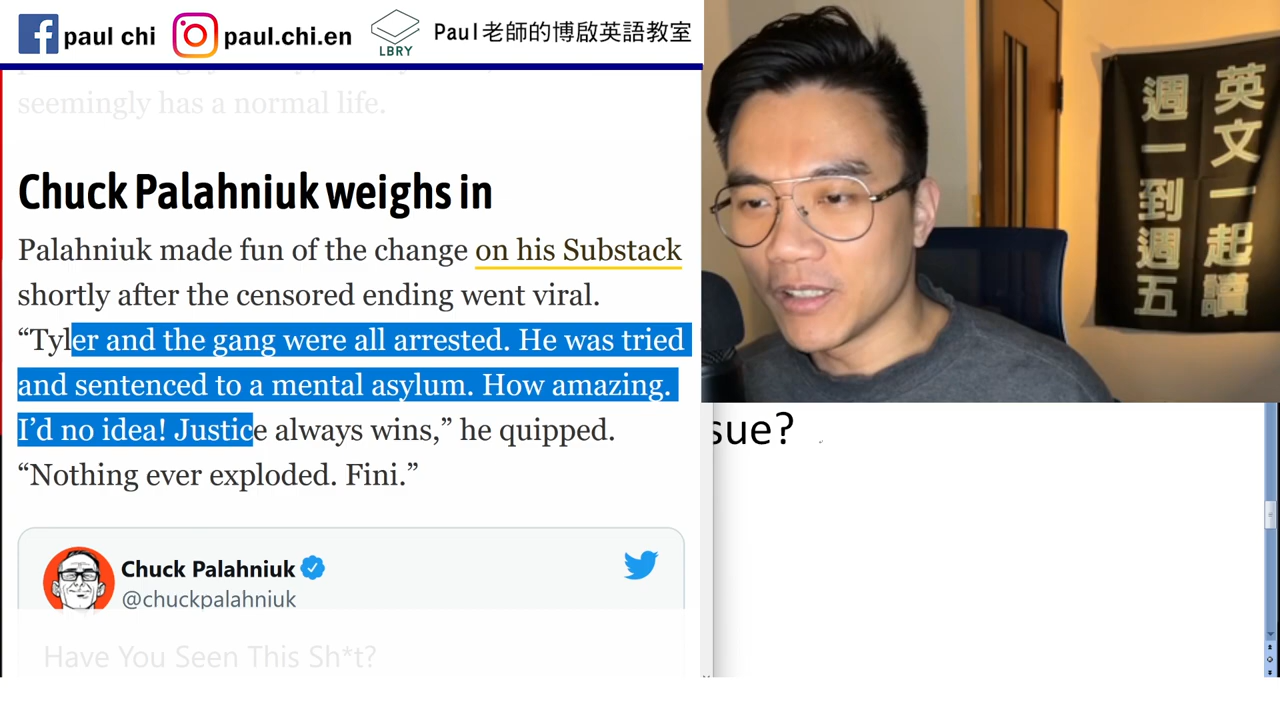 paul chi
paul.chi.en
LBRY
Paul老師的博啟英語教室
seemingly has a normal life.
Chuck Palahniuk weighs in
Palahniuk made fun of the change on his Substack
shortly after the censored ending went viral.
“Tyler and the gang were all arrested. He was tried
and sentenced to a mental asylum. How amazing.
I’d no idea! Justice always wins,” he quipped.
“Nothing ever exploded. Fini.”
Chuck Palahniuk
@chuckpalahniuk
Have You Seen This Sh*t?
英文一起讀
週一到週五
sue?